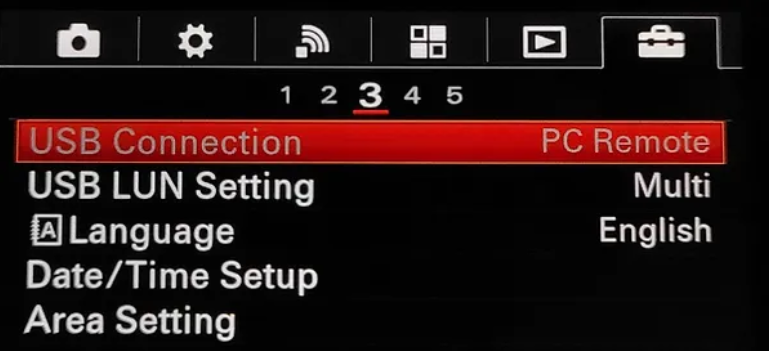 1 2 3 4 5
USB Connection PC Remote
USB LUN Setting Multi
A Language English
Date/Time Setup
Area Setting